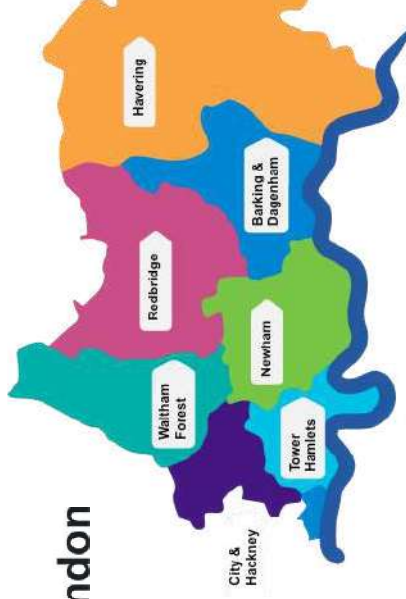 ndon
Havering
Redbridge
Barking &
Dagenham
Waltham
Forest
Newham
Tower
Hamlets
City &
Hackney